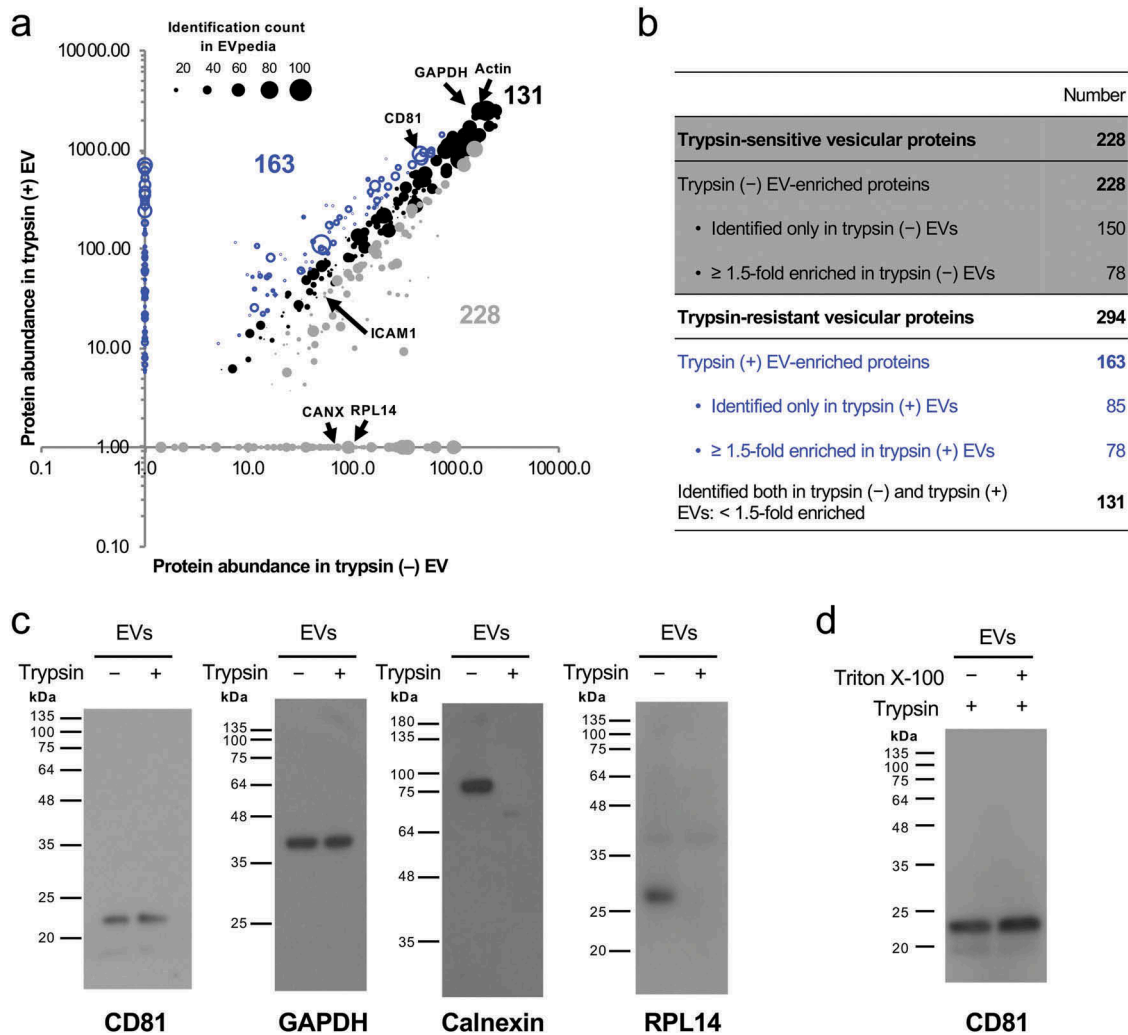 a
Identification count
in EVpedia
20 40 60 80 100
Protein abundance in trypsin (+) EV
10000.00
1000.00
100.00
10.00
1.00
0.10
0.1 1.0 10.0 100.0 1000.0 10000.0
Protein abundance in trypsin (–) EV
GAPDH Actin
131
CD81
163
228
ICAM1
CANX RPL14
b
Number
Trypsin-sensitive vesicular proteins 228
Trypsin (−) EV-enriched proteins 228
• Identified only in trypsin (−) EVs 150
• ≥ 1.5-fold enriched in trypsin (−) EVs 78
Trypsin-resistant vesicular proteins 294
Trypsin (+) EV-enriched proteins 163
• Identified only in trypsin (+) EVs 85
• ≥ 1.5-fold enriched in trypsin (+) EVs 78
Identified both in trypsin (−) and trypsin (+)
EVs: < 1.5-fold enriched 131
c
EVs
Trypsin − +
kDa
135
100
75
64
48
35
25
20
CD81
EVs
Trypsin − +
kDa
135
100
75
64
48
35
25
GAPDH
EVs
Trypsin − +
kDa
180
135
100
75
64
48
35
Calnexin
EVs
Trypsin − +
kDa
135
100
75
64
48
35
25
20
RPL14
d
EVs
Triton X-100 − +
Trypsin + +
kDa
135
100
75
64
48
35
25
20
CD81